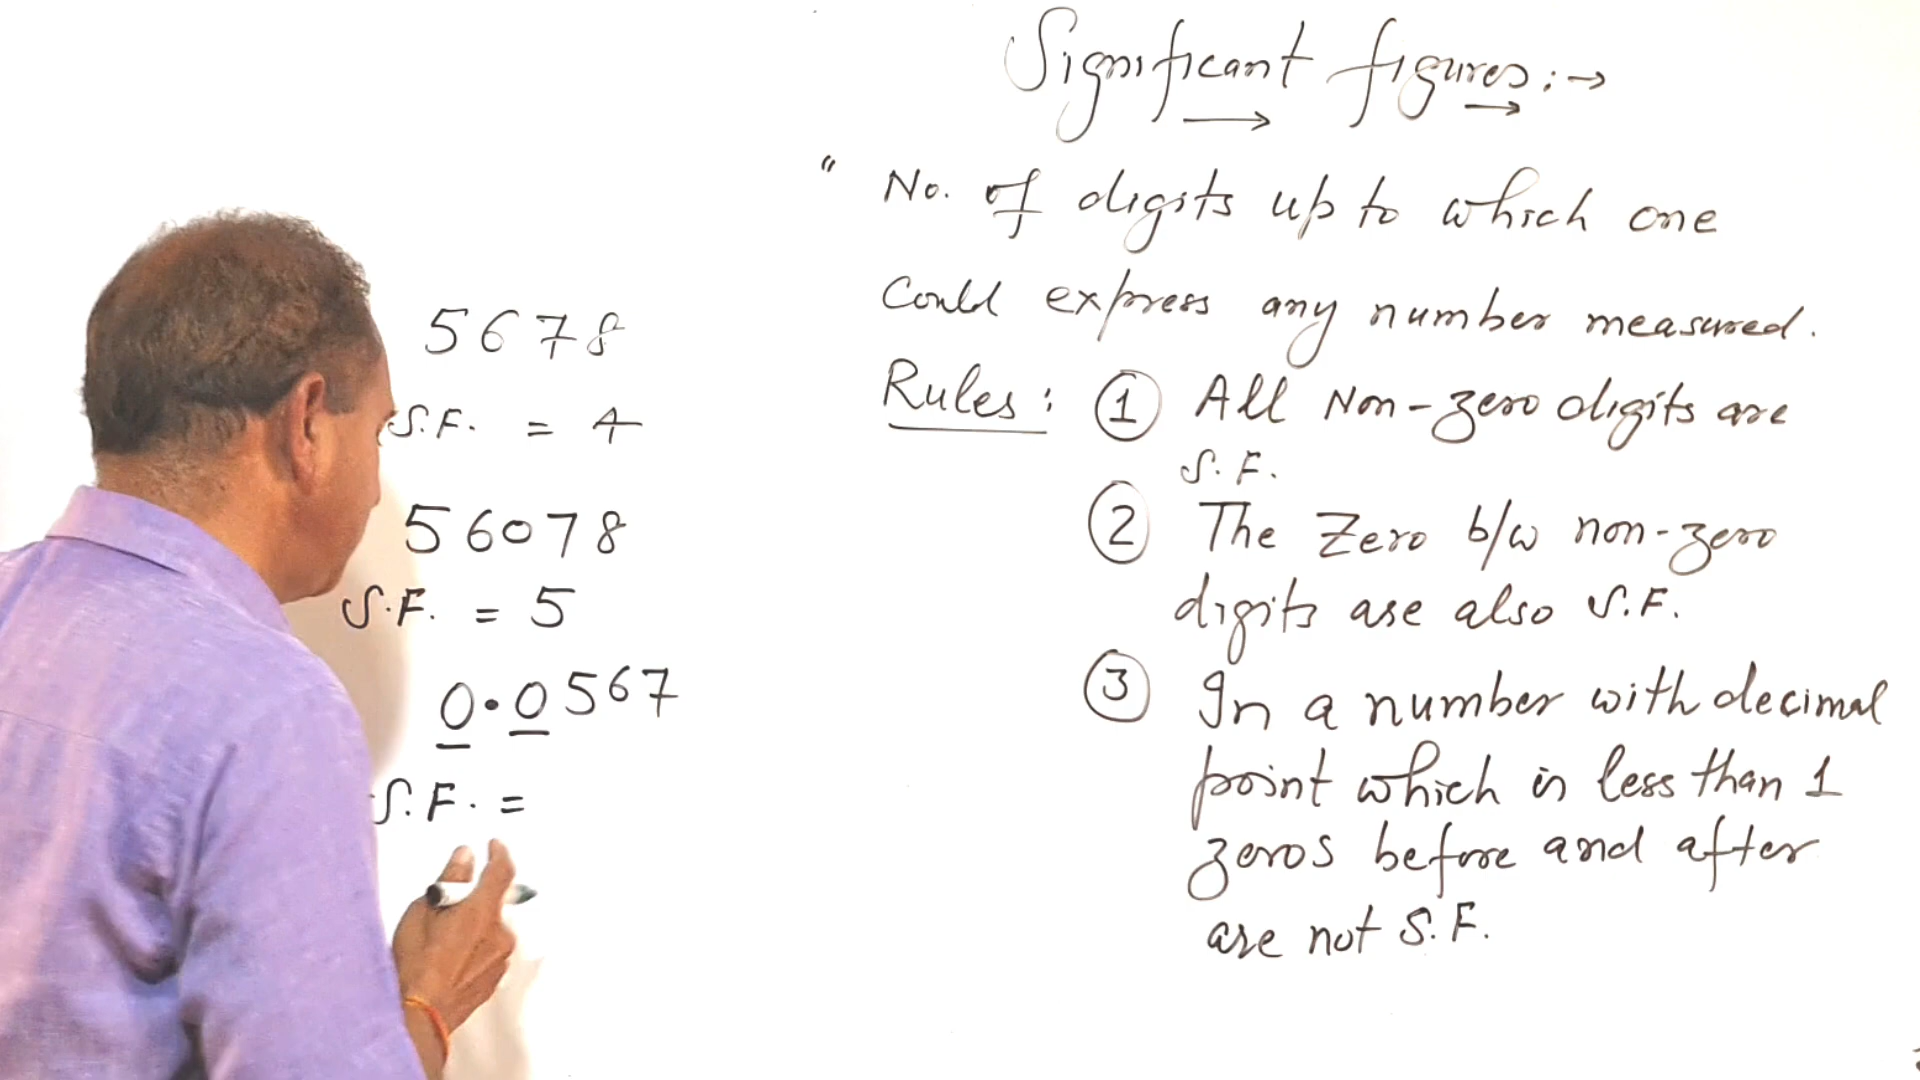 Significant figures:→
" No. of digits up to which one
Could express any number measured.
Rules: ① All Non-zero digits are
S.F.
② The Zero b/w non-zero
digits are also S.F.
③ In a number with decimal
point which is less than 1
zeros before and after
are not S.F.
5678
S.F. = 4
56078
S.F. = 5
0.0567
S.F. =